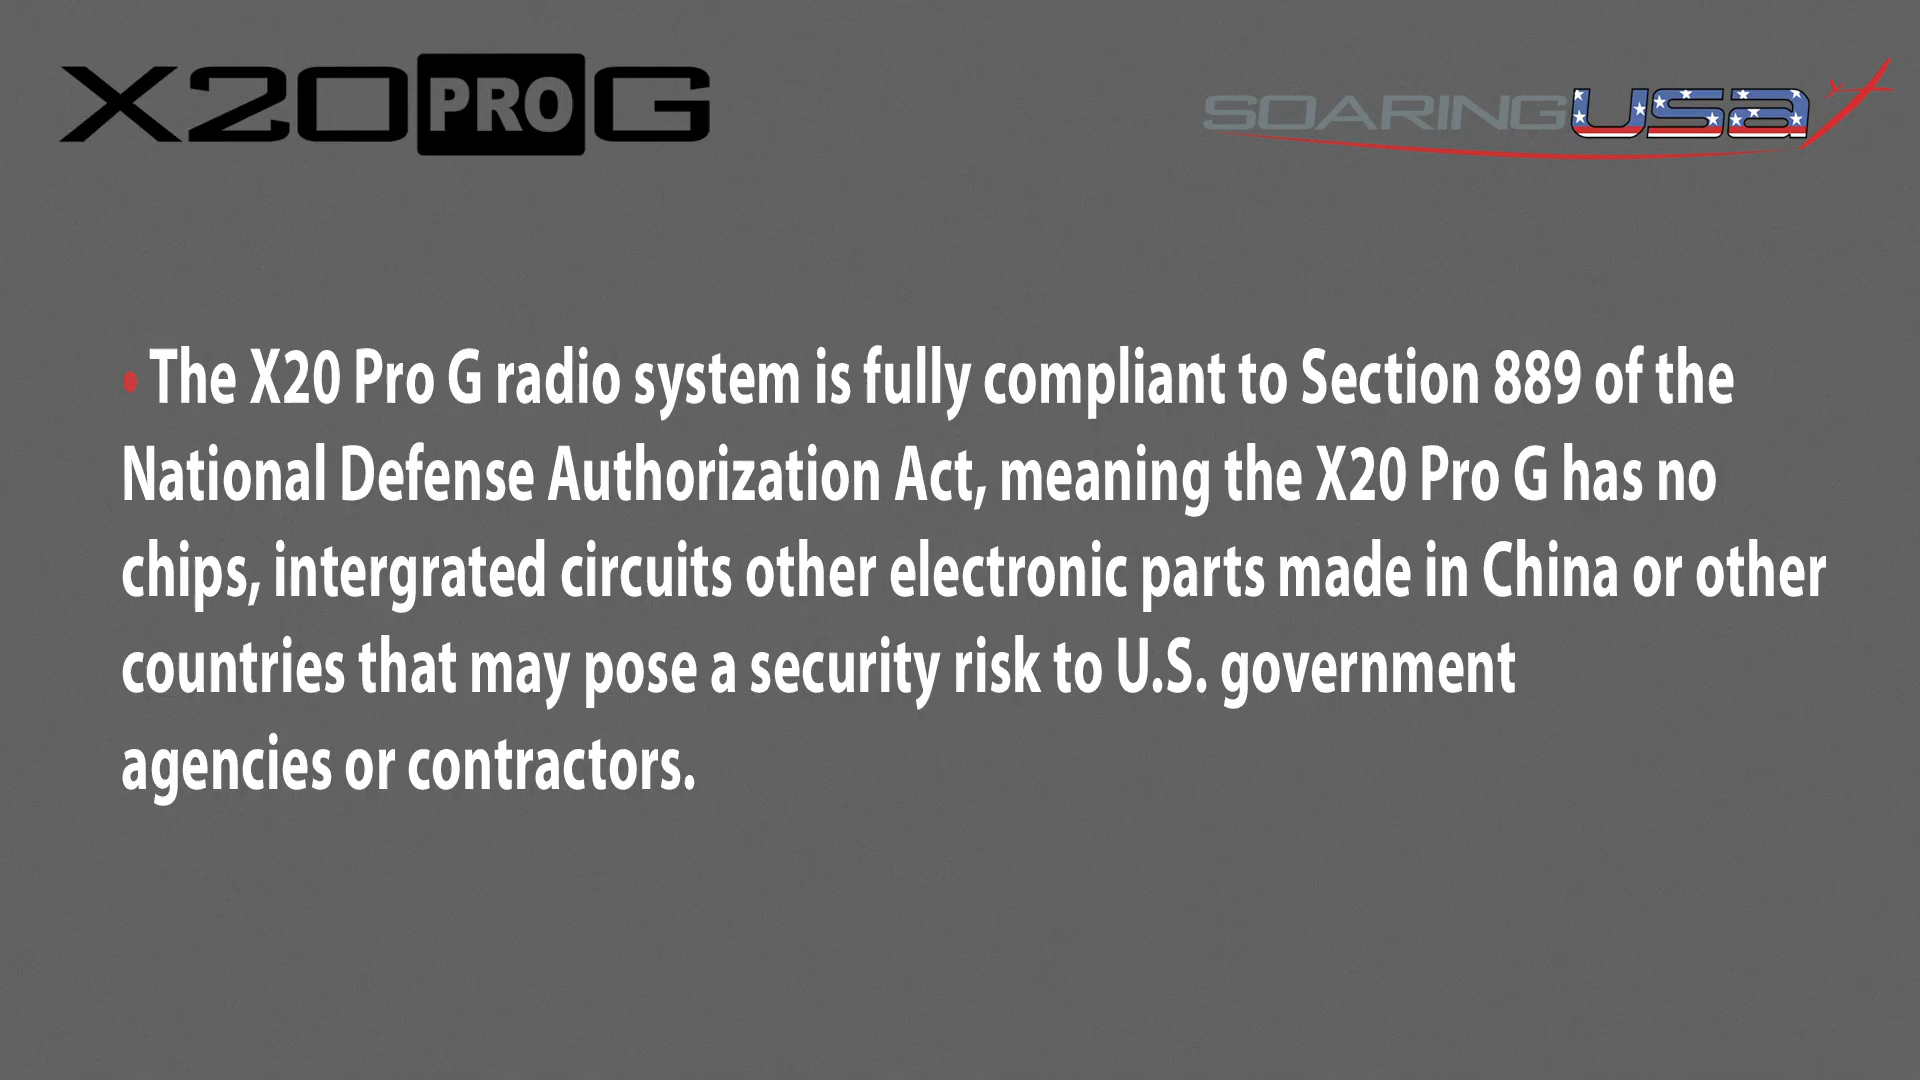 X20 PRO G
SOARING USA
• The X20 Pro G radio system is fully compliant to Section 889 of the
National Defense Authorization Act, meaning the X20 Pro G has no
chips, intergrated circuits other electronic parts made in China or other
countries that may pose a security risk to U.S. government
agencies or contractors.